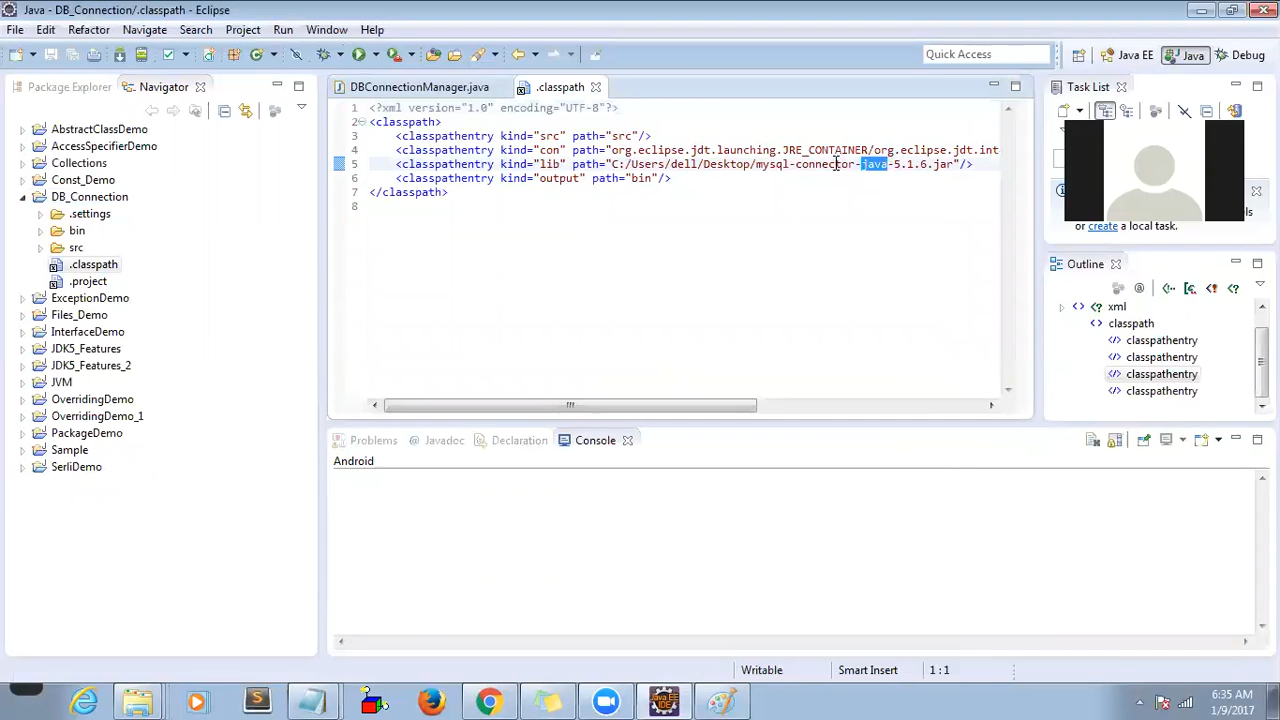 Java - DB_Connection/.classpath - Eclipse
File Edit Refactor Navigate Search Project Run Window Help
Quick Access
Java EE
Java
Debug
Package Explorer
Navigator
DBConnectionManager.java
.classpath
Task List
AbstractClassDemo
AccessSpecifierDemo
Collections
Const_Demo
DB_Connection
.settings
bin
src
.classpath
.project
ExceptionDemo
Files_Demo
InterfaceDemo
JDK5_Features
JDK5_Features_2
JVM
OverridingDemo
OverridingDemo_1
PackageDemo
Sample
SerliDemo
1 <?xml version="1.0" encoding="UTF-8"?>
2 <classpath>
3 <classpathentry kind="src" path="src"/>
4 <classpathentry kind="con" path="org.eclipse.jdt.launching.JRE_CONTAINER/org.eclipse.jdt.int
5 <classpathentry kind="lib" path="C:/Users/dell/Desktop/mysql-connector-java-5.1.6.jar"/>
6 <classpathentry kind="output" path="bin"/>
7 </classpath>
8
or create a local task.
Outline
xml
classpath
classpathentry
classpathentry
classpathentry
classpathentry
Problems
Javadoc
Declaration
Console
Android
Writable
Smart Insert
1 : 1
Java EE
IDE
6:35 AM
1/9/2017